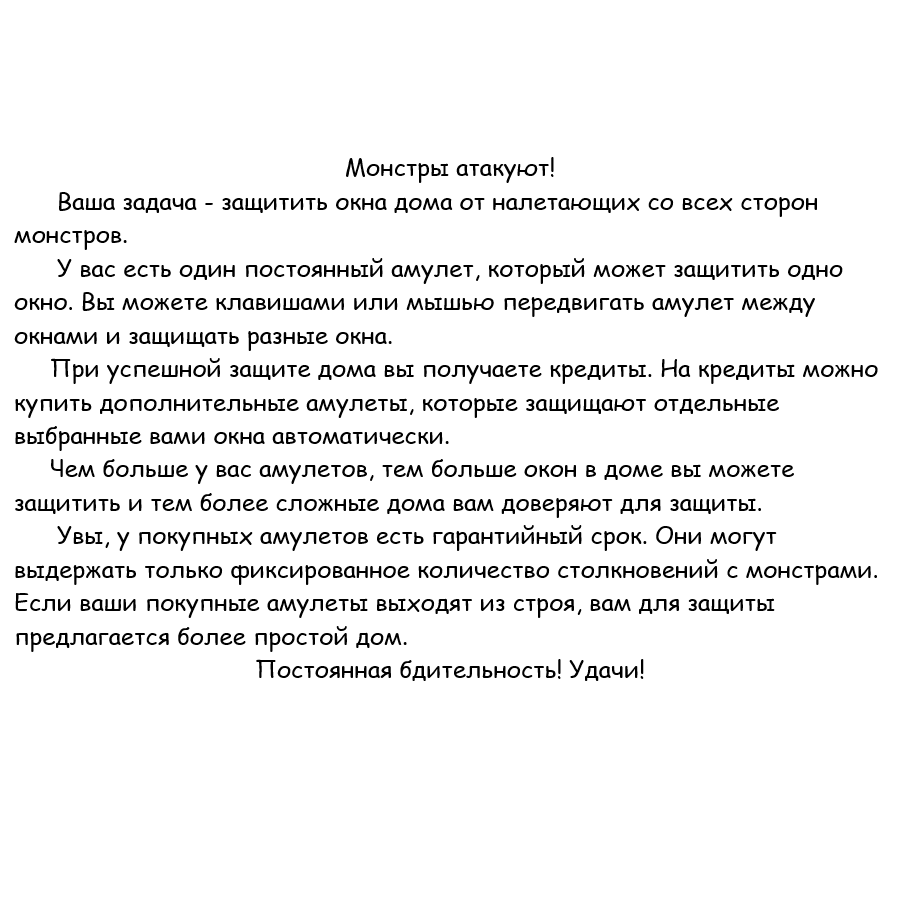 Монстры атакуют!
Ваша задача - защитить окна дома от налетающих со всех сторон
монстров.
У вас есть один постоянный амулет, который может защитить одно
окно. Вы можете клавишами или мышью передвигать амулет между
окнами и защищать разные окна.
При успешной защите дома вы получаете кредиты. На кредиты можно
купить дополнительные амулеты, которые защищают отдельные
выбранные вами окна автоматически.
Чем больше у вас амулетов, тем больше окон в доме вы можете
защитить и тем более сложные дома вам доверяют для защиты.
Увы, у покупных амулетов есть гарантийный срок. Они могут
выдержать только фиксированное количество столкновений с монстрами.
Если ваши покупные амулеты выходят из строя, вам для защиты
предлагается более простой дом.
Постоянная бдительность! Удачи!